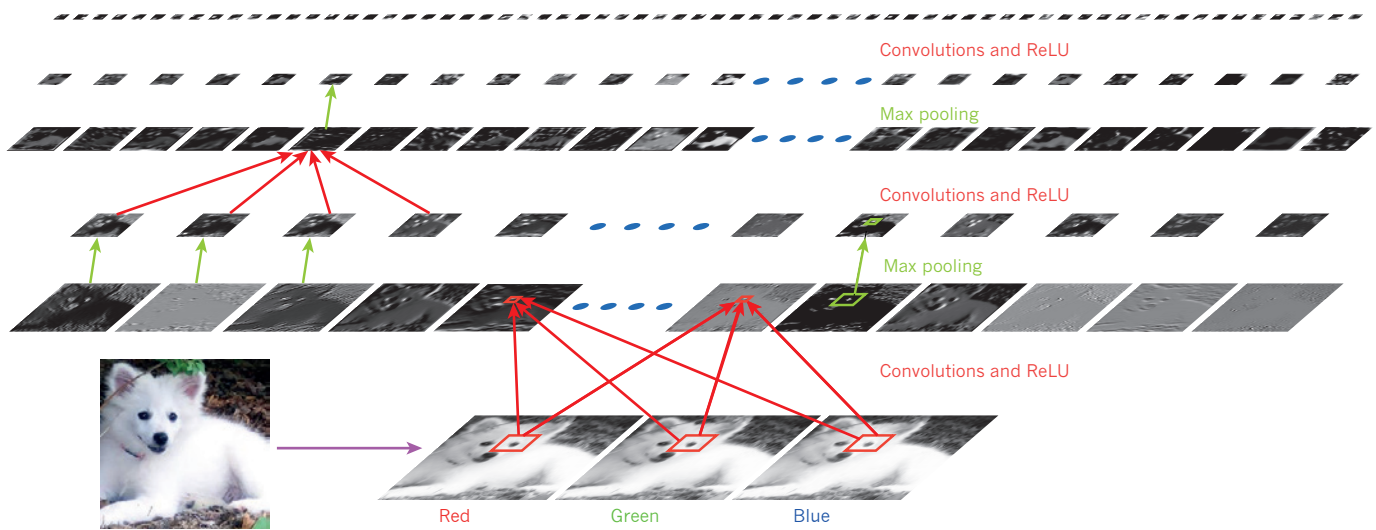 Convolutions and ReLU
Max pooling
Convolutions and ReLU
Max pooling
Convolutions and ReLU
Red
Green
Blue